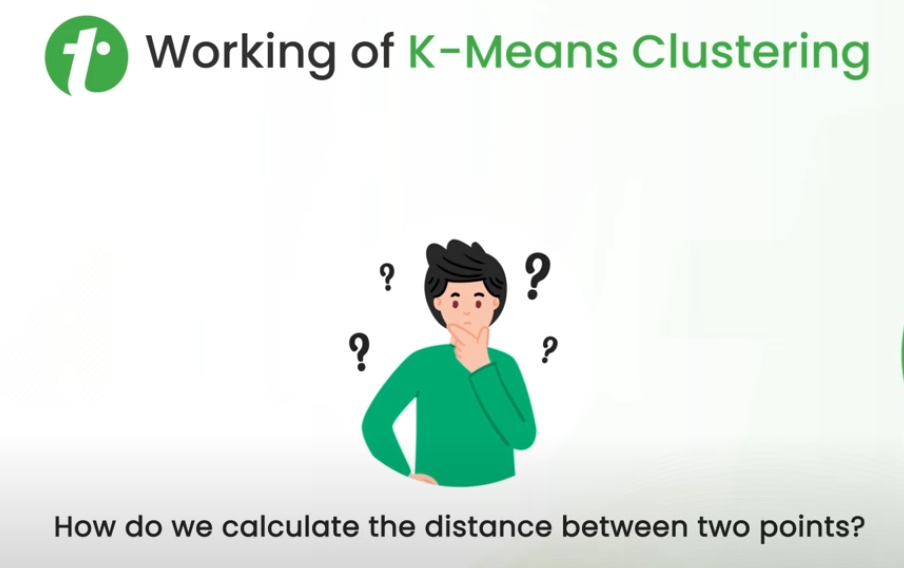 Working of K-Means Clustering
?
?
?
?
How do we calculate the distance between two points?